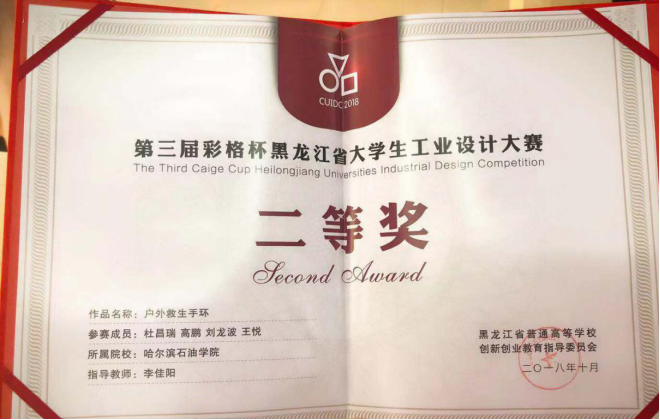 CUIDC 2018
第三届彩格杯黑龙江省大学生工业设计大赛
The Third Caige Cup Heilongjiang Universities Industrial Design Competition
二等奖
Second Award
作品名称：户外救生手环
参赛成员：杜昌瑞 高鹏 刘龙波 王悦
所属院校：哈尔滨石油学院
指导教师：李佳阳
黑龙江省普通高等学校
创新创业教育指导委员会
二〇一八年十月